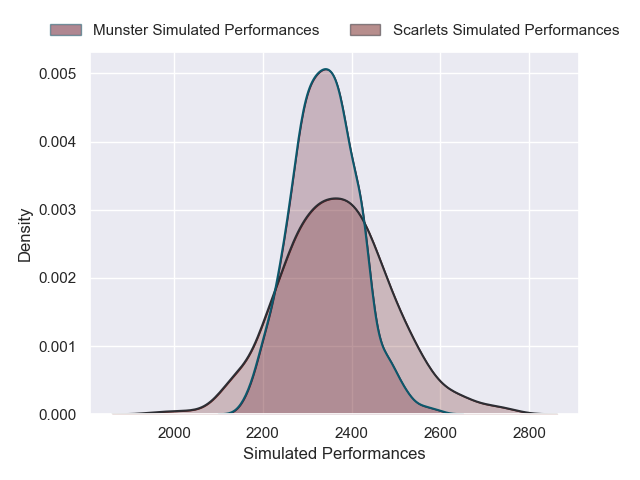 Munster Simulated Performances
Scarlets Simulated Performances
0.005
0.004
0.003
0.002
0.001
0.000
Density
2000
2200
2400
2600
2800
Simulated Performances